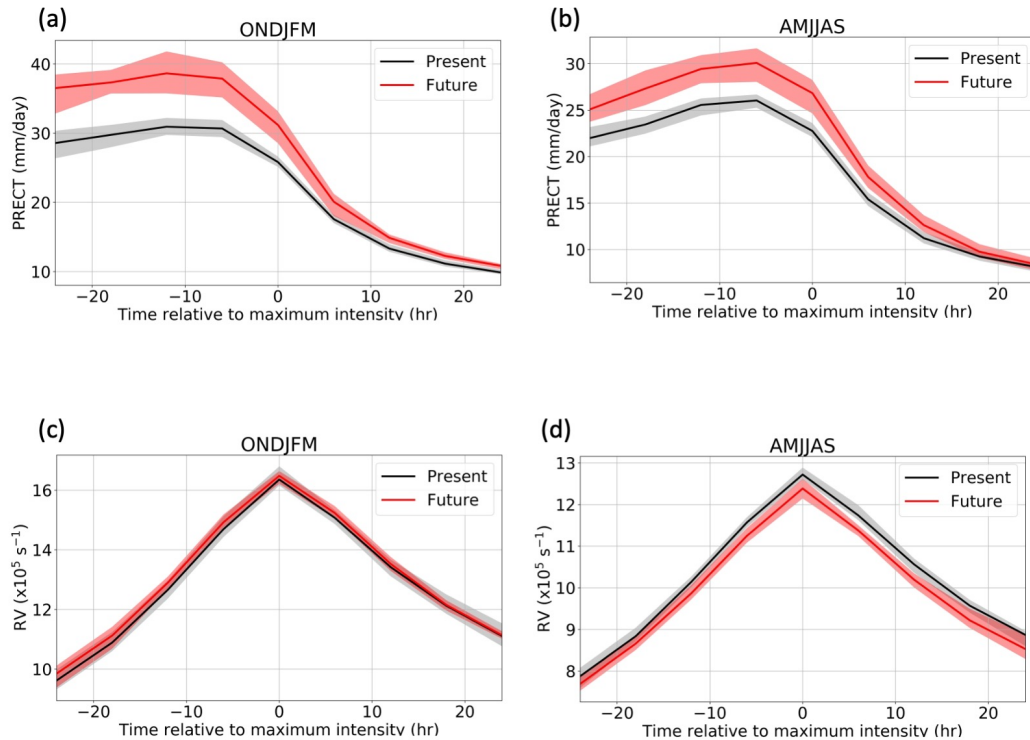 (a)
ONDJFM
40
30
20
10
PRECT (mm/day)
Present
Future
−20 −10 0 10 20
Time relative to maximum intensity (hr)
(b)
AMJJAS
30
25
20
15
10
PRECT (mm/day)
Present
Future
−20 −10 0 10 20
Time relative to maximum intensity (hr)
(c)
ONDJFM
16
14
12
10
RV (x10⁵ s⁻¹)
Present
Future
−20 −10 0 10 20
Time relative to maximum intensity (hr)
(d)
AMJJAS
13
12
11
10
9
8
RV (x10⁵ s⁻¹)
Present
Future
−20 −10 0 10 20
Time relative to maximum intensity (hr)